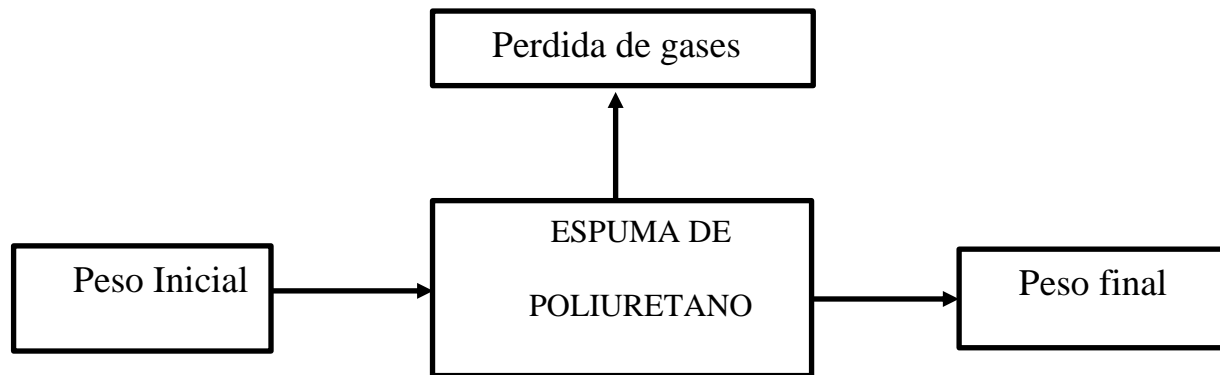 Perdida de gases
ESPUMA DE
POLIURETANO
Peso Inicial
Peso final